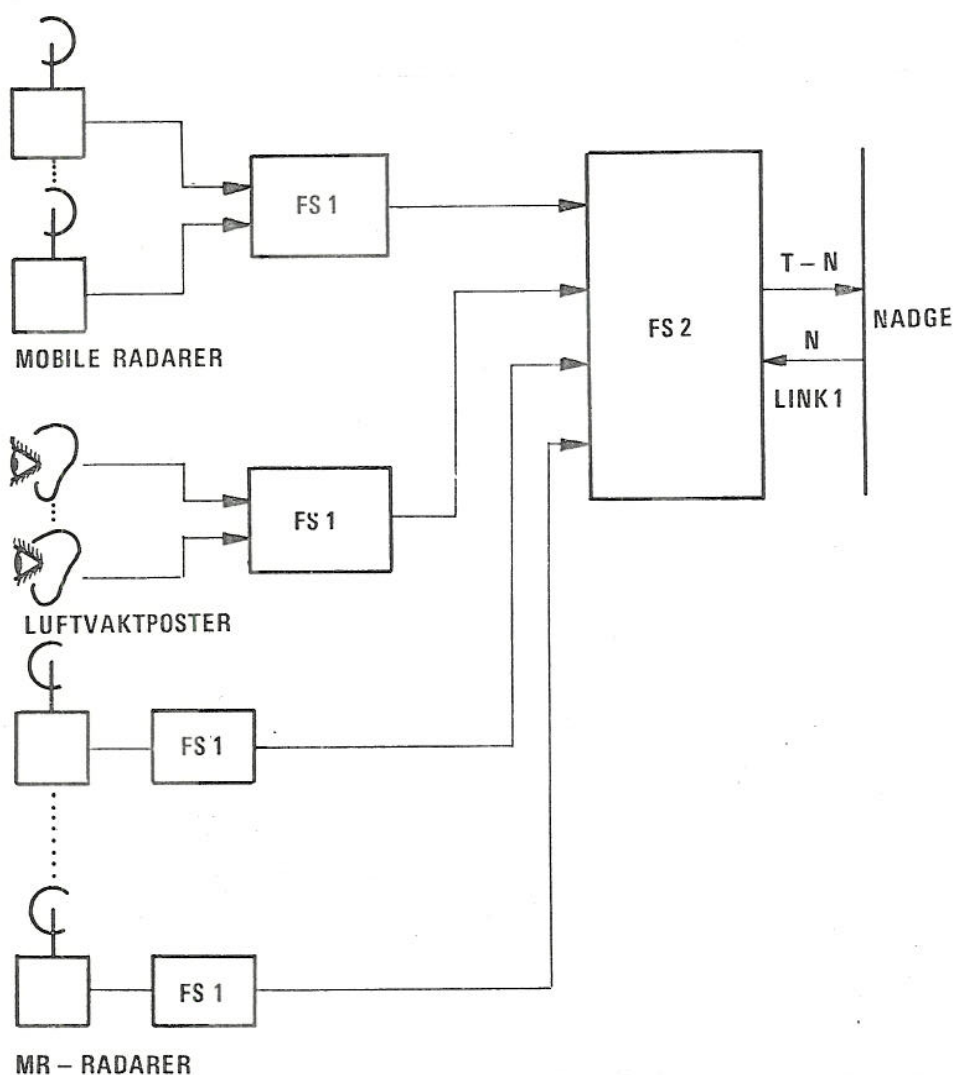 FS 1
T – N
NADGE
FS 2
N
MOBILE RADARER
LINK 1
FS 1
LUFTVAKTPOSTER
FS 1
FS 1
MR – RADARER